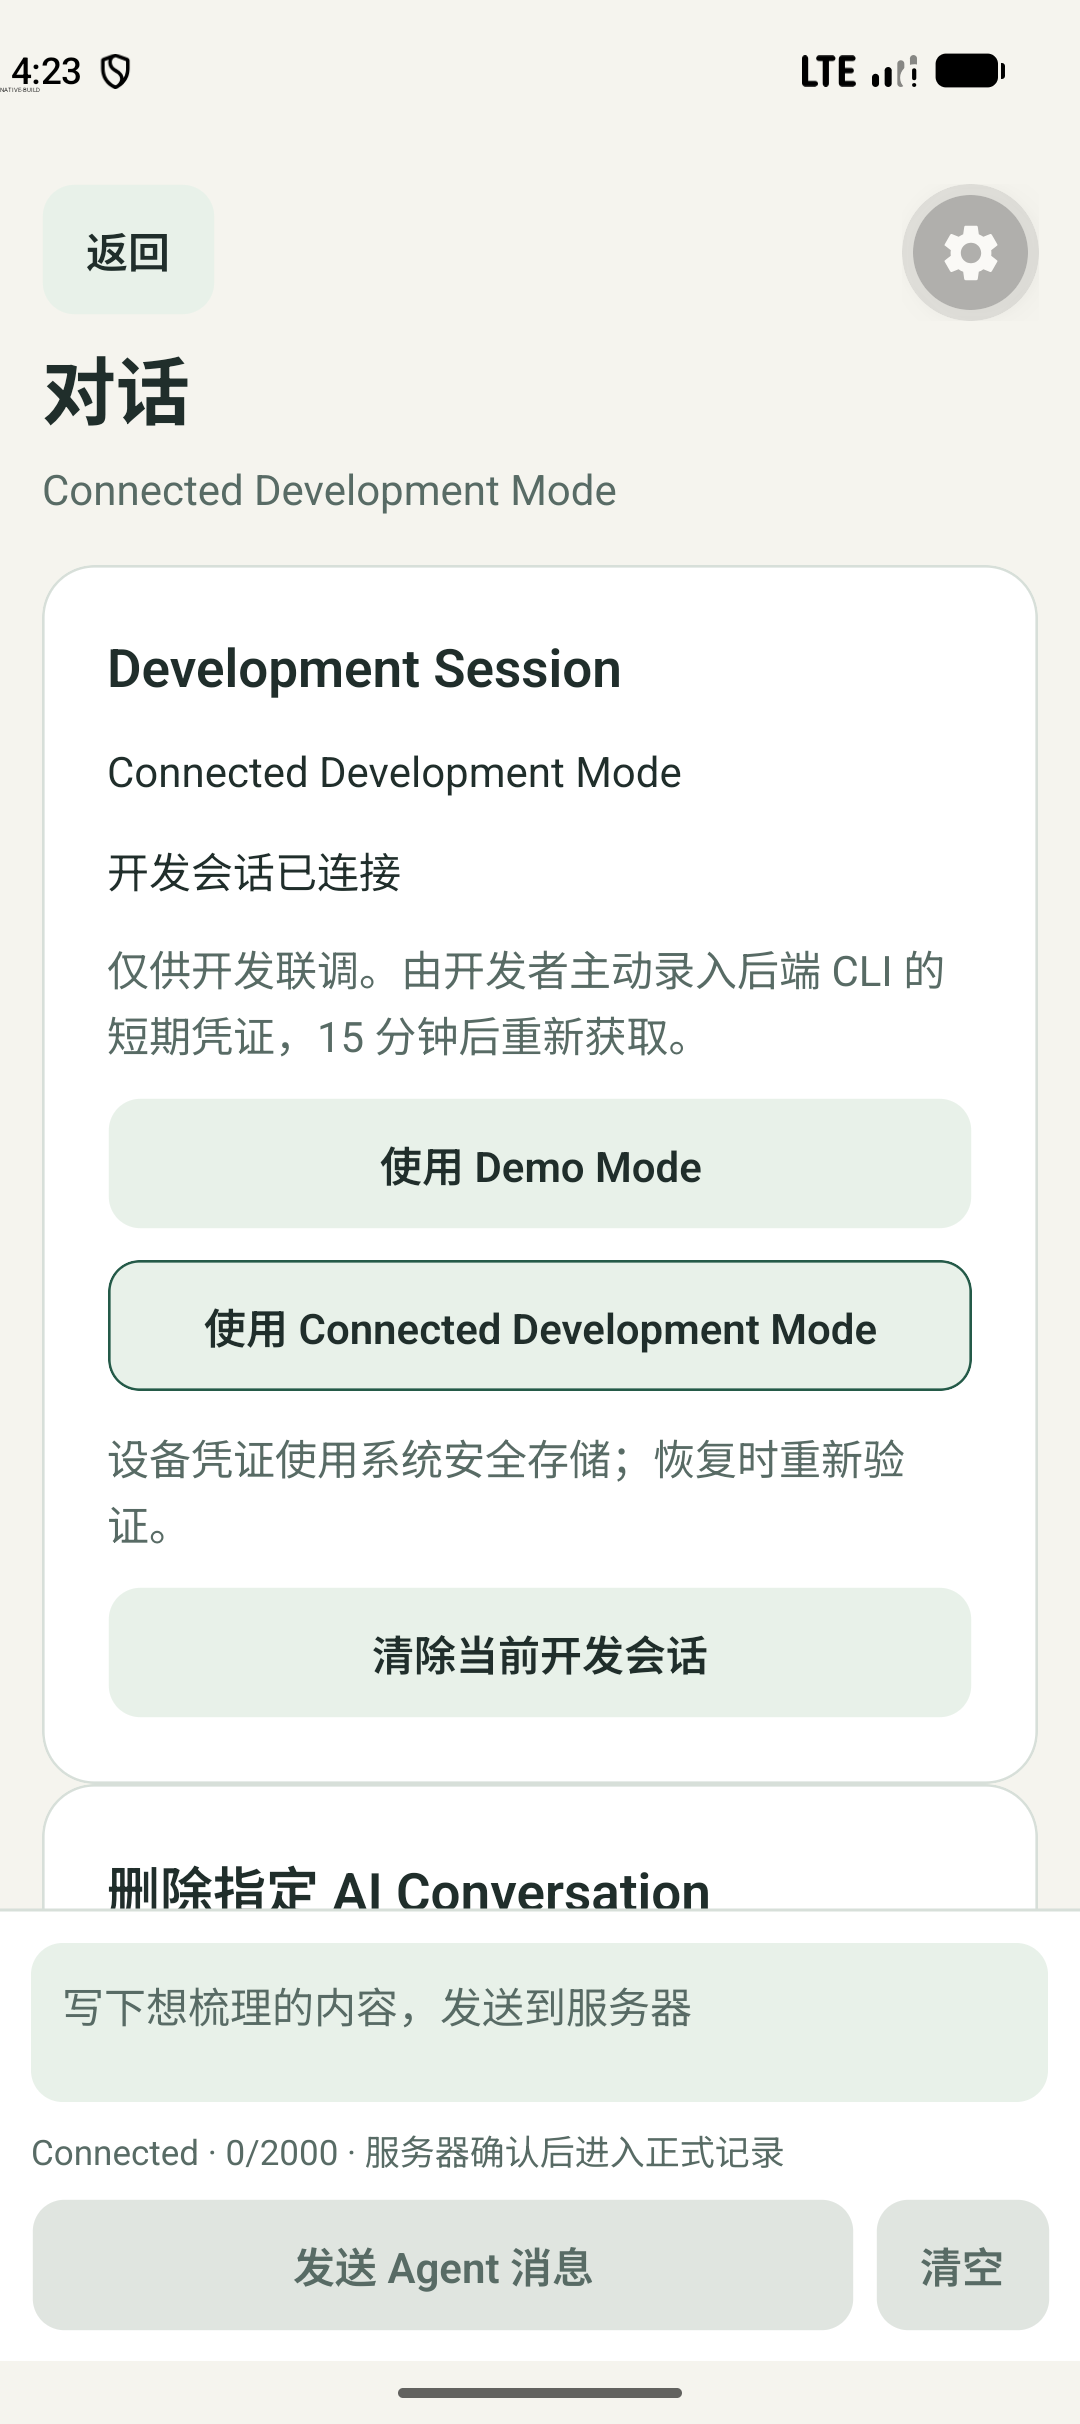 4:23
LTE
NATIVE-BUILD
返回
对话
Connected Development Mode
Development Session
Connected Development Mode
开发会话已连接
仅供开发联调。由开发者主动录入后端 CLI 的
短期凭证，15 分钟后重新获取。
使用 Demo Mode
使用 Connected Development Mode
设备凭证使用系统安全存储；恢复时重新验
证。
清除当前开发会话
删除指定 AI Conversation
写下想梳理的内容，发送到服务器
Connected · 0/2000 · 服务器确认后进入正式记录
发送 Agent 消息
清空